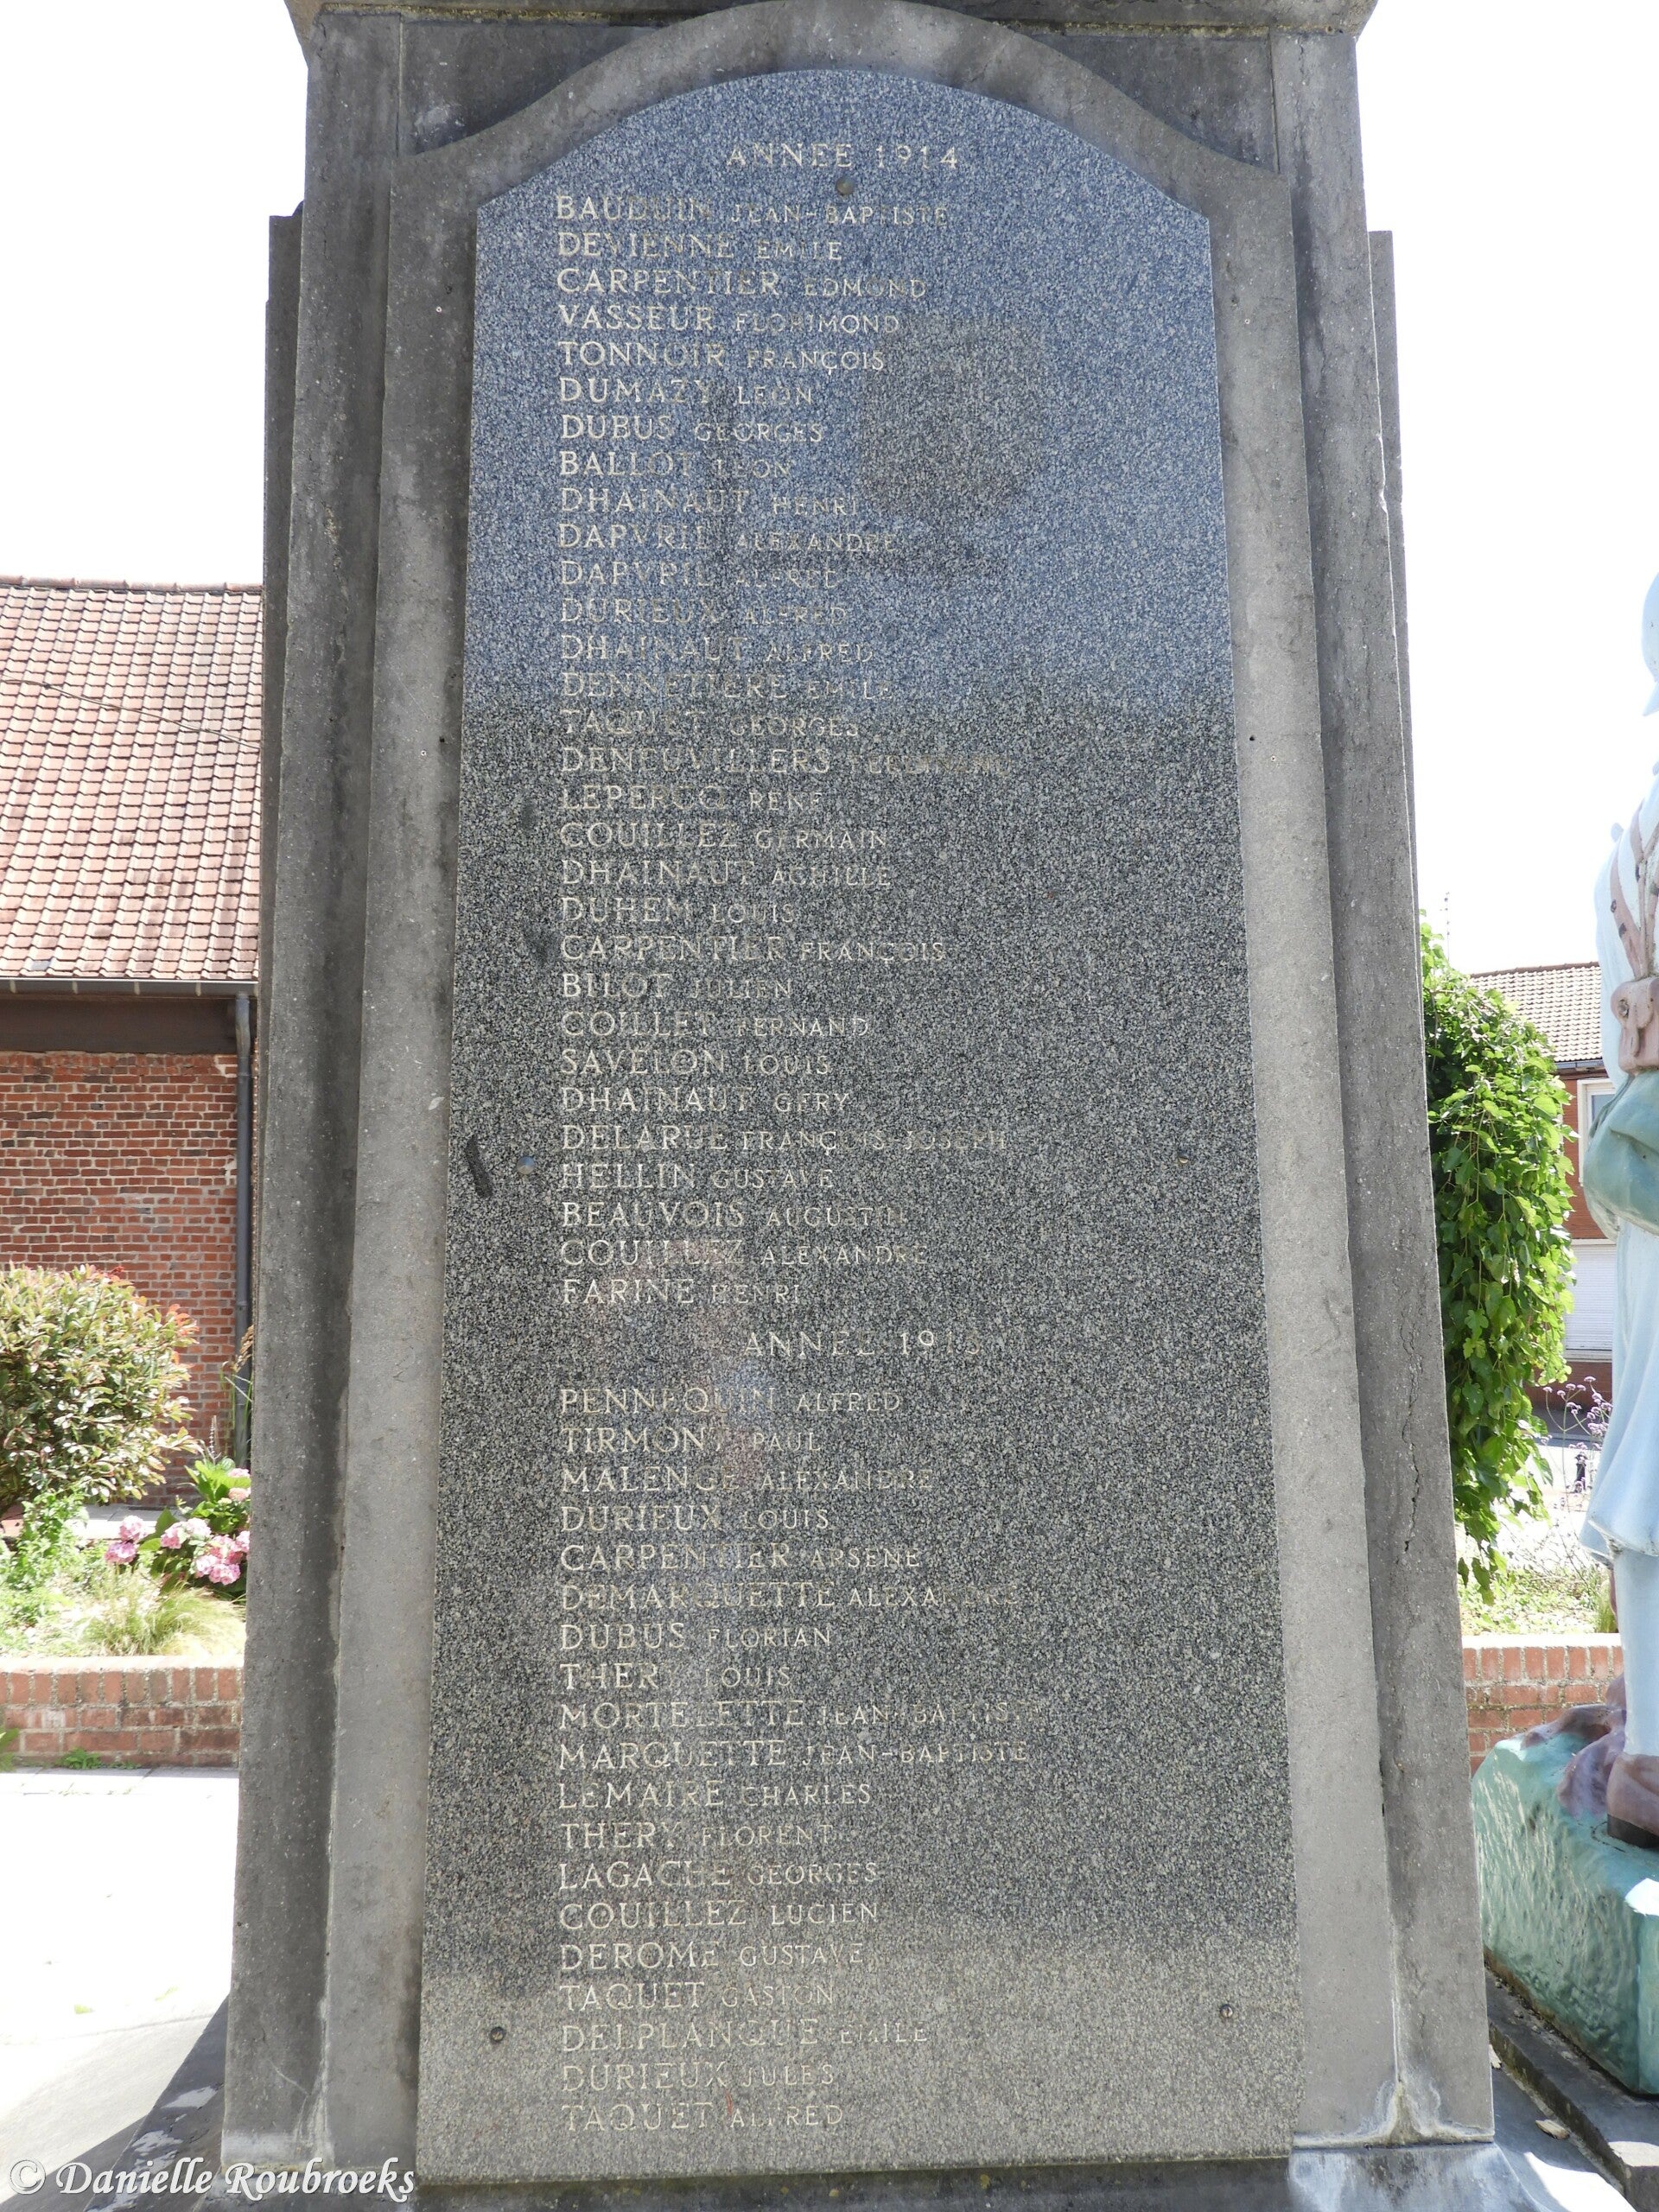 ANNEE 1914
BAUDUIN JEAN-BAPTISTE
DEVIENNE EMILE
CARPENTIER EDMOND
VASSEUR FLORIMOND
TONNOIR FRANÇOIS
DUMAZY LEON
DUBUS GEORGES
BALLOT LEON
DHAINAUT HENRI
DAPVRIL ALEXANDRE
DAPVRIL ALFRED
DURIEUX ALFRED
DHAINAUT ALFRED
DENNETIERE EMILE
TAQUET GEORGES
DENEUVILLERS FERDINAND
LEPERCQ RENE
COUILLEZ GERMAIN
DHAINAUT ACHILLE
DUHEM LOUIS
CARPENTIER FRANÇOIS
BILOT JULIEN
COILLET FERNAND
SAVELON LOUIS
DHAINAUT GERY
DELARUE FRANÇOIS JOSEPH
HELLIN GUSTAVE
BEAUVOIS AUGUSTIN
COUILLEZ ALEXANDRE
FARINE HENRI
ANNEE 1915
PENNEQUIN ALFRED
TIRMONT PAUL
MALENGE ALEXANDRE
DURIEUX LOUIS
CARPENTIER ARSENE
DEMARQUETTE ALEXANDRE
DUBUS FLORIAN
THERY LOUIS
MORTELETTE JEAN-BAPTISTE
MARQUETTE JEAN-BAPTISTE
LEMAIRE CHARLES
THERY FLORENT
LAGACHE GEORGES
COUILLEZ LUCIEN
DEROME GUSTAVE
TAQUET GASTON
DELPLANQUE EMILE
DURIEUX JULES
TAQUET ALFRED
© Danielle Roubroeks